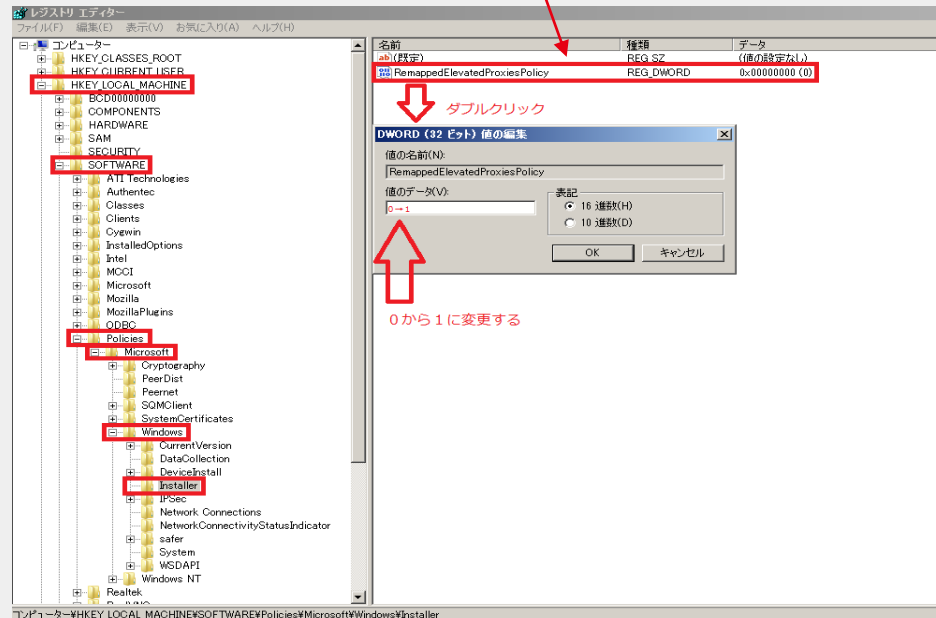 レジストリ エディター
ファイル(F) 編集(E) 表示(V) お気に入り(A) ヘルプ(H)
コンピューター
HKEY_CLASSES_ROOT
HKEY_CURRENT_USER
HKEY_LOCAL_MACHINE
BCD00000000
COMPONENTS
HARDWARE
SAM
SECURITY
SOFTWARE
ATI Technologies
Authentec
Classes
Clients
Cygwin
InstalledOptions
Intel
MCCI
Microsoft
Mozilla
MozillaPlugins
ODBC
Policies
Microsoft
Cryptography
PeerDist
Peernet
SQMClient
SystemCertificates
Windows
CurrentVersion
DataCollection
DeviceInstall
Installer
IPSec
Network Connections
NetworkConnectivityStatusIndicator
safer
System
WSDAPI
Windows NT
Realtek
名前 種類 データ
(既定) REG_SZ (値の設定なし)
RemappedElevatedProxiesPolicy REG_DWORD 0x00000000 (0)
ダブルクリック
DWORD (32 ビット) 値の編集
値の名前(N):
RemappedElevatedProxiesPolicy
値のデータ(V):
0→1
表記
16 進数(H)
10 進数(D)
OK キャンセル
0から1に変更する
コンピューター¥HKEY_LOCAL_MACHINE¥SOFTWARE¥Policies¥Microsoft¥Windows¥Installer